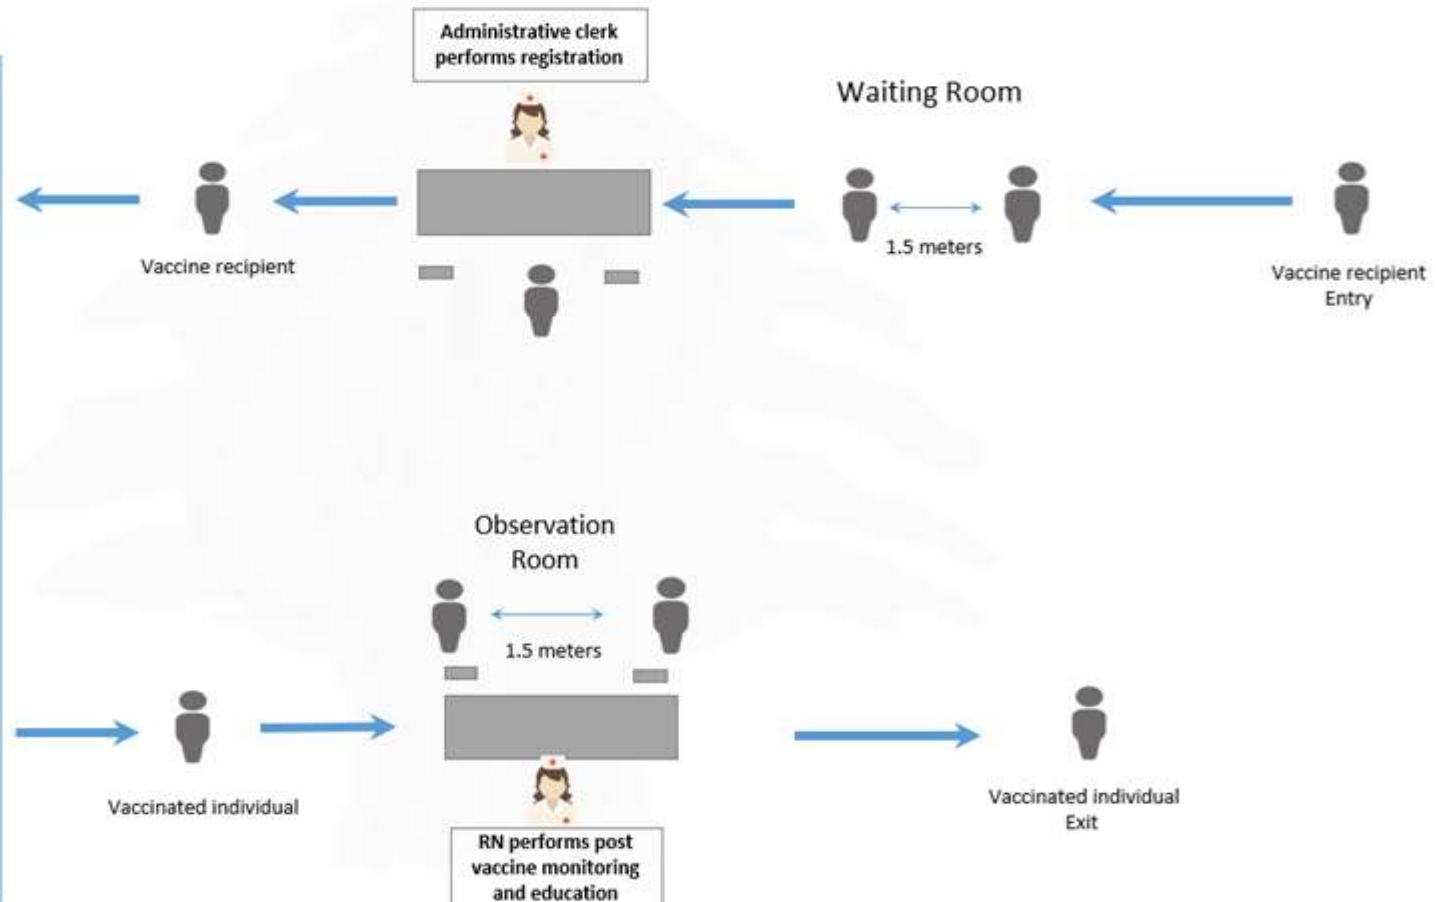 Administrative clerk
performs registration
Waiting Room
1.5 meters
Vaccine recipient
Vaccine recipient
Entry
Observation
Room
1.5 meters
Vaccinated individual
Vaccinated individual
Exit
RN performs post
vaccine monitoring
and education